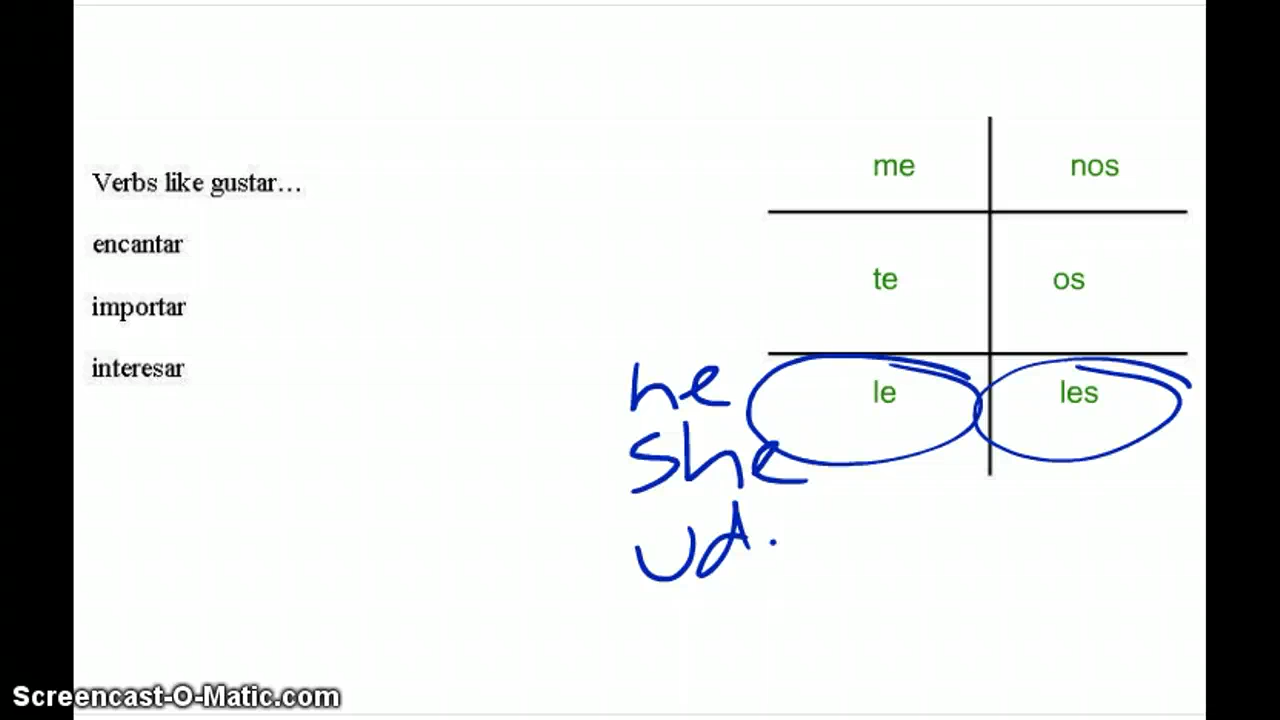 Verbs like gustar...
encantar
importar
interesar
me nos
te os
le les
he
she
Ud.
Screencast-O-Matic.com